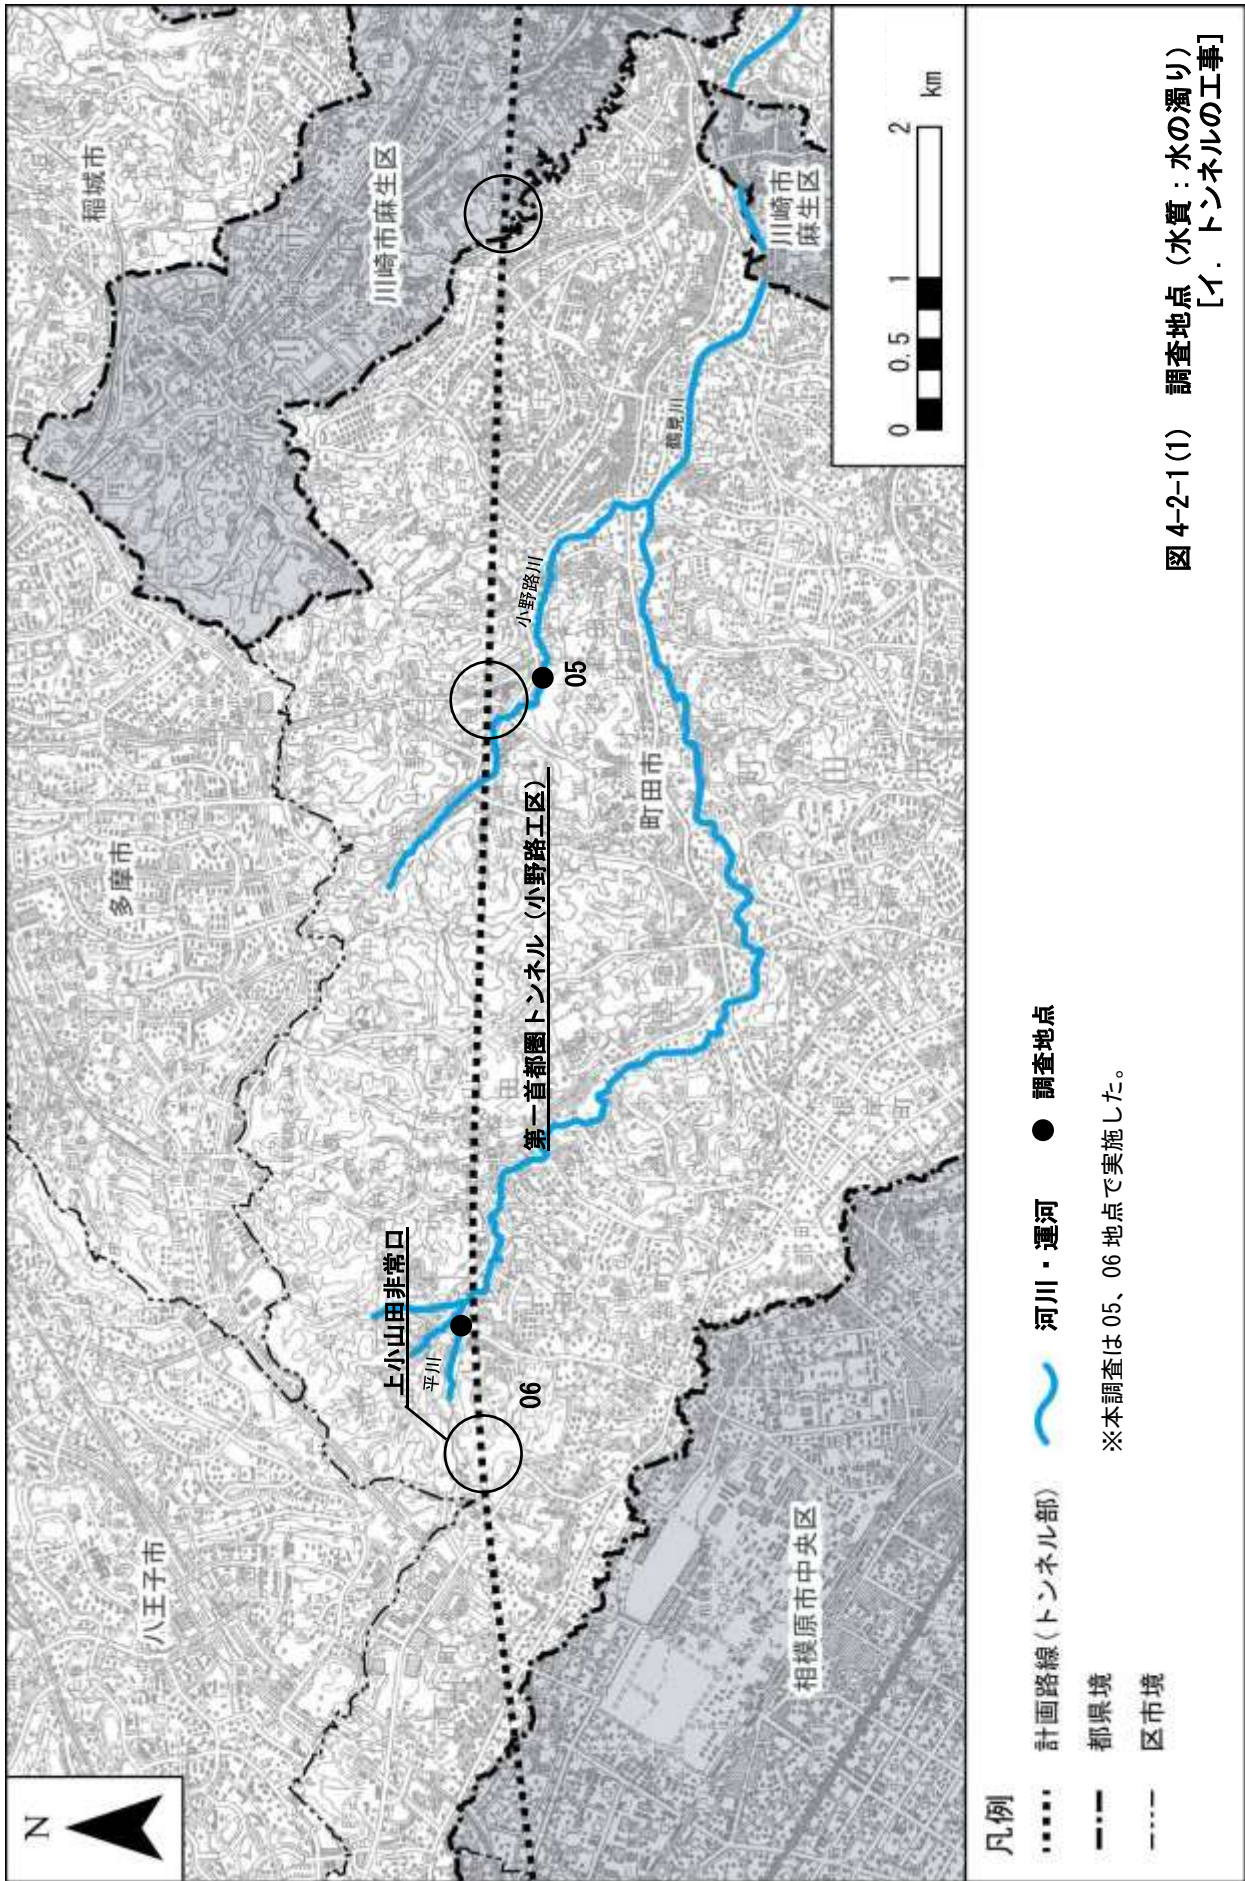 N
八王子市
多摩市
稲城市
川崎市麻生区
上小山田非常口
平川
06
第一首都圏トンネル（小野路工区）
小野路川
05
町田市
鶴見川
川崎市
麻生区
相模原市中央区
0 0.5 1 2
km
凡例
計画路線(トンネル部)
都県境
区市境
河川・運河
調査地点
※本調査は 05、06 地点で実施した。
図 4-2-1(1) 調査地点（水質：水の濁り）
[イ．トンネルの工事]